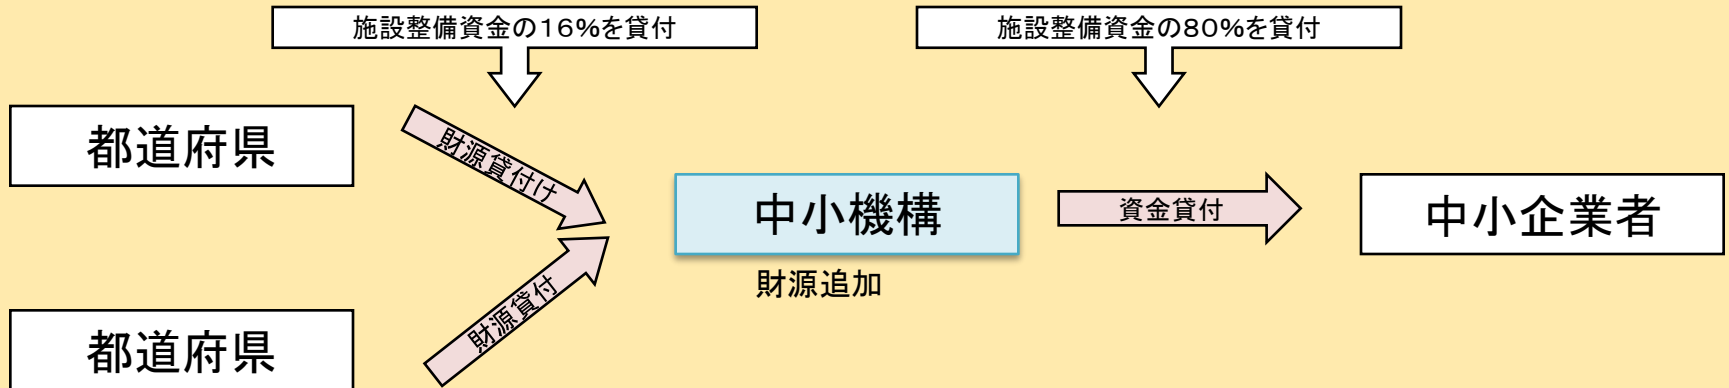 施設整備資金の16%を貸付
施設整備資金の80%を貸付
都道府県
財源貸付け
中小機構
資金貸付
中小企業者
財源追加
財源貸付
都道府県